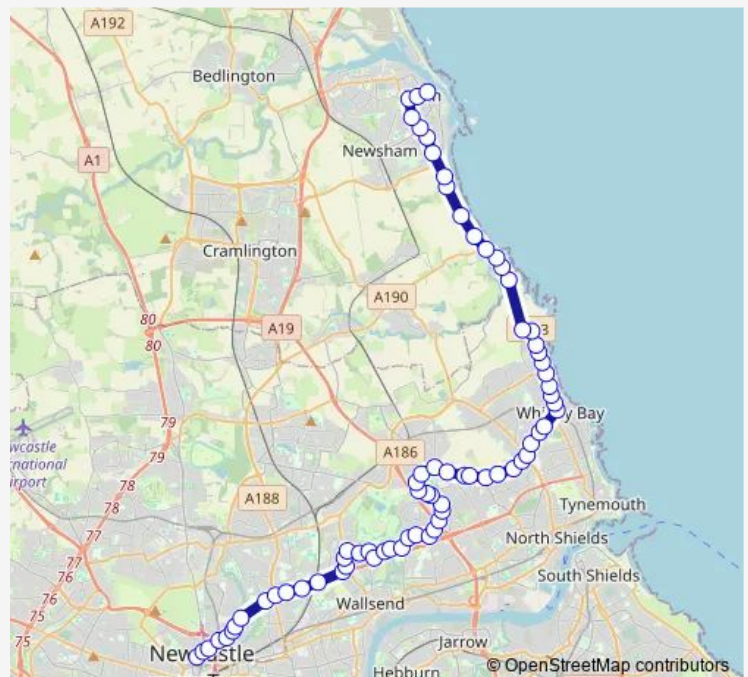 A192
Bedlington
A1
Newsham
Cramlington
A190
80
80
A19
79
79
Whitley Bay
A186
78
78
A188
77
77
76
76
75
75
Tynemouth
North Shields
South Shields
Wallsend
Jarrow
Newcastle
Hebburn
© OpenStreetMap contributors